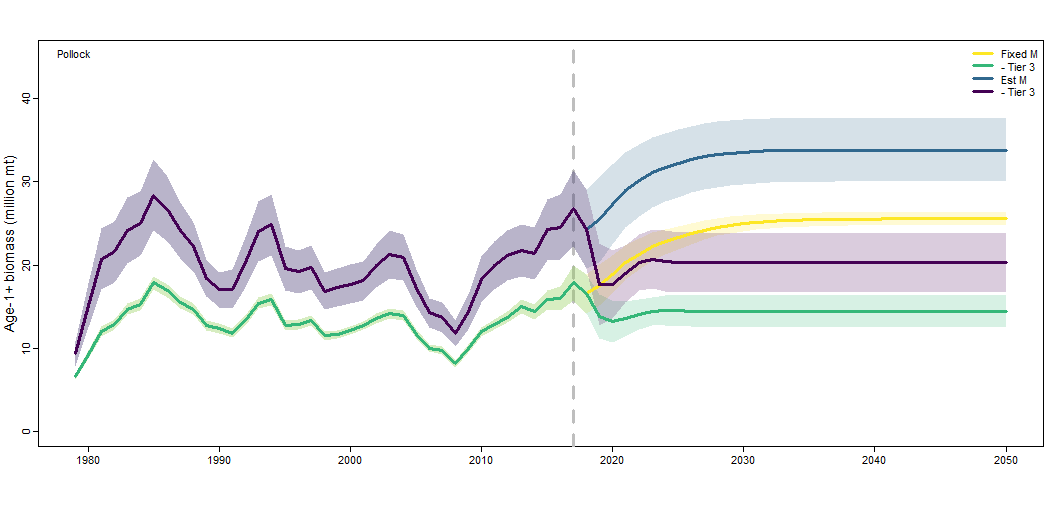 Pollock
Fixed M
- Tier 3
Est M
- Tier 3
Age-1+ biomass (million mt)
40
30
20
10
0
1980
1990
2000
2010
2020
2030
2040
2050